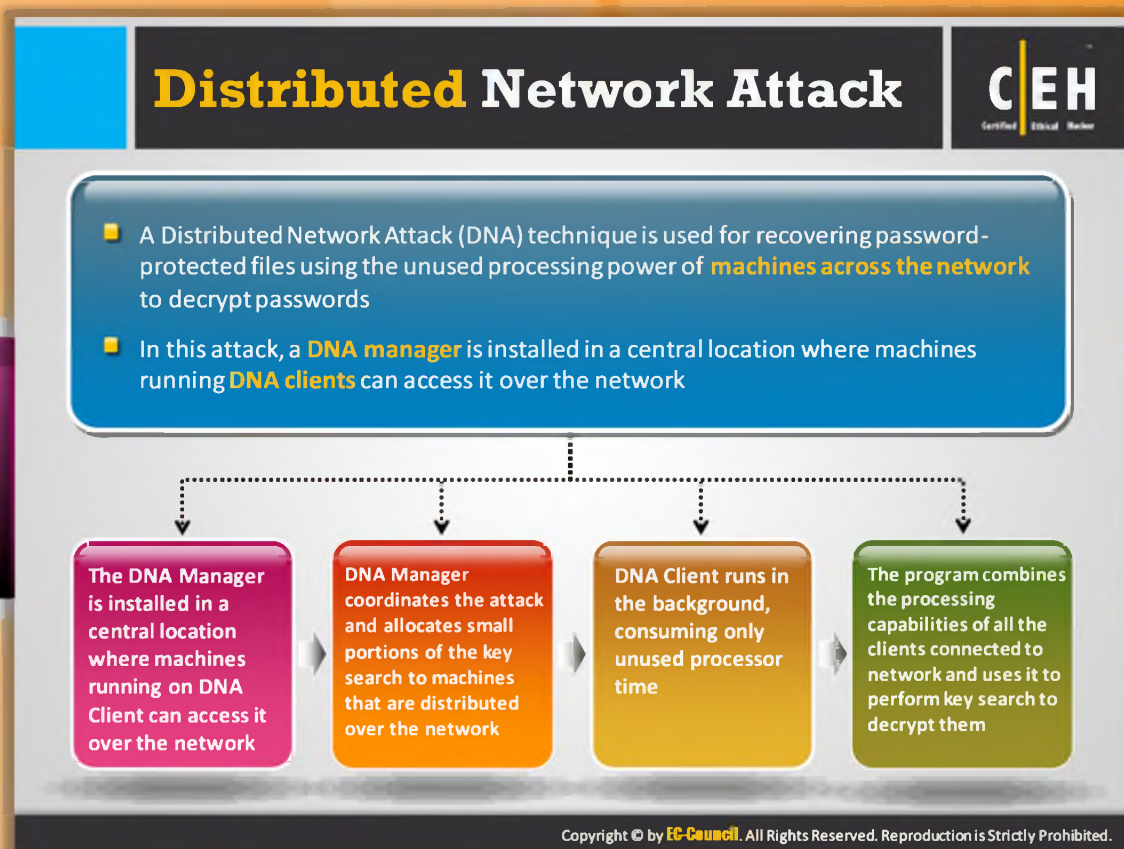 Distributed Network Attack
C|EH
Certified Ethical Hacker
A Distributed Network Attack (DNA) technique is used for recovering password-
protected files using the unused processing power of machines across the network
to decrypt passwords
In this attack, a DNA manager is installed in a central location where machines
running DNA clients can access it over the network
The DNA Manager
is installed in a
central location
where machines
running on DNA
Client can access it
over the network
DNA Manager
coordinates the attack
and allocates small
portions of the key
search to machines
that are distributed
over the network
DNA Client runs in
the background,
consuming only
unused processor
time
The program combines
the processing
capabilities of all the
clients connected to
network and uses it to
perform key search to
decrypt them
Copyright © by EC-Council. All Rights Reserved. Reproduction is Strictly Prohibited.